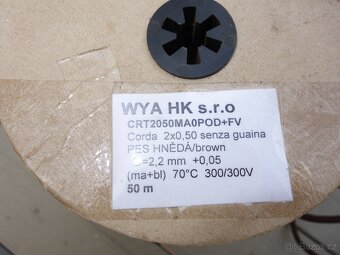 WYA HK s.r.o
CRT2050MA0POD+FV
Corda 2x0,50 senza guaina
PES HNĚDÁ/brown
=2,2 mm +0,05
(ma+bl) 70°C 300/300V
50 m